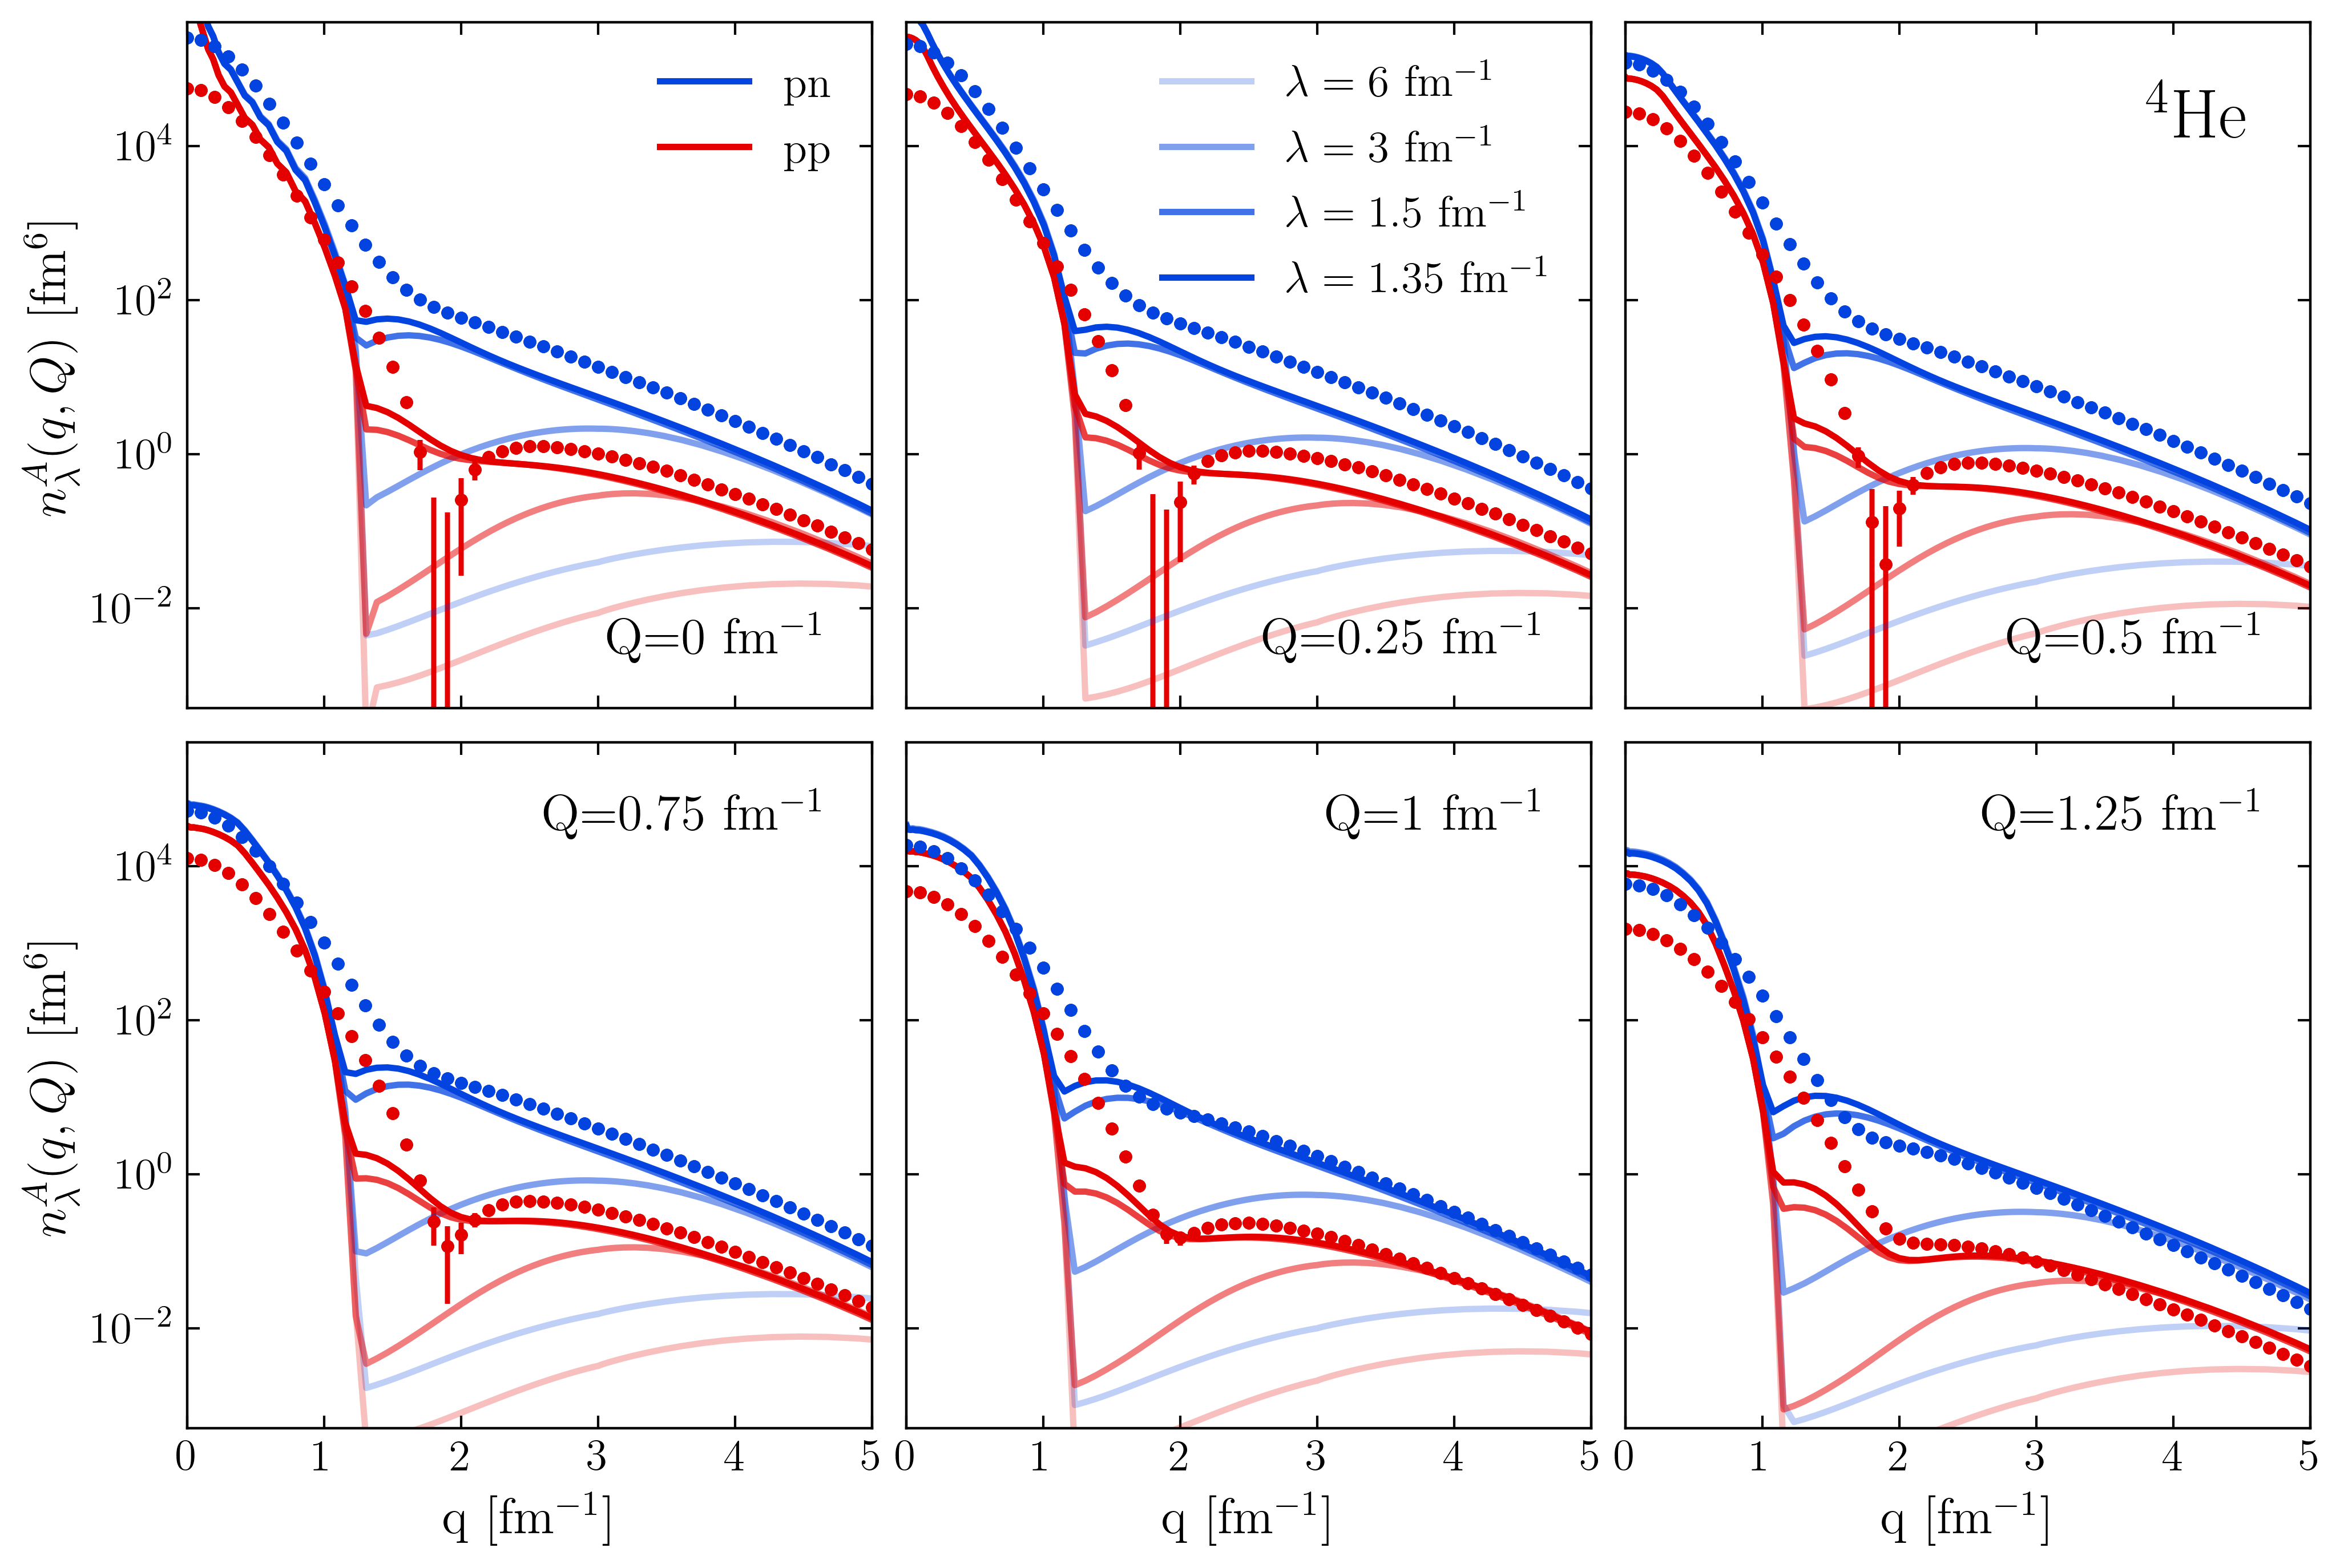 n_λ^A(q, Q) [fm⁶]
10⁴
10²
10⁰
10⁻²
pn
pp
Q=0 fm⁻¹
λ = 6 fm⁻¹
λ = 3 fm⁻¹
λ = 1.5 fm⁻¹
λ = 1.35 fm⁻¹
Q=0.25 fm⁻¹
⁴He
Q=0.5 fm⁻¹
n_λ^A(q, Q) [fm⁶]
10⁴
10²
10⁰
10⁻²
Q=0.75 fm⁻¹
Q=1 fm⁻¹
Q=1.25 fm⁻¹
0 1 2 3 4 5
0 1 2 3 4 5
0 1 2 3 4 5
q [fm⁻¹]
q [fm⁻¹]
q [fm⁻¹]